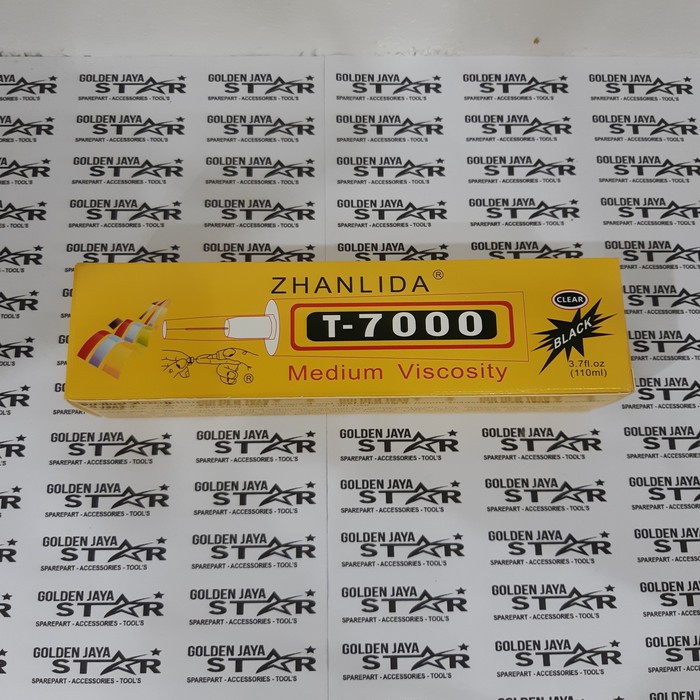 GOLDEN JAYA
STAR
SPAREPART - ACCESSORIES - TOOL'S
ZHANLIDA®
T-7000
Medium Viscosity
®
CLEAR
BLACK
3.7fl.oz
(110ml)